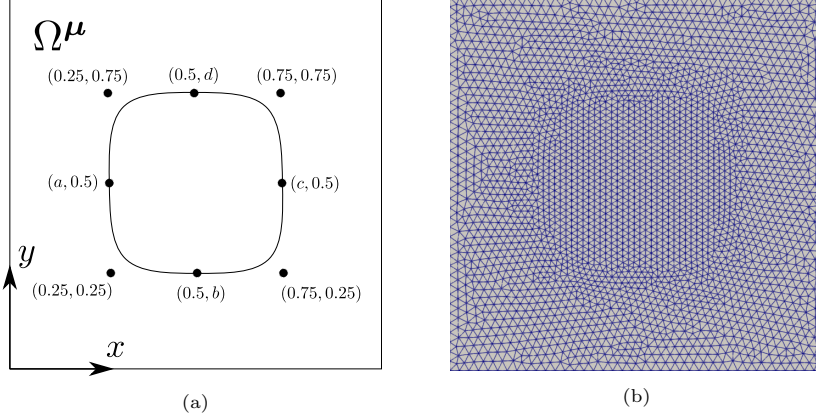 Ω^μ
(0.25, 0.75) (0.5, d) (0.75, 0.75)
(a, 0.5) (c, 0.5)
y
(0.25, 0.25) (0.5, b) (0.75, 0.25)
x
(a) (b)